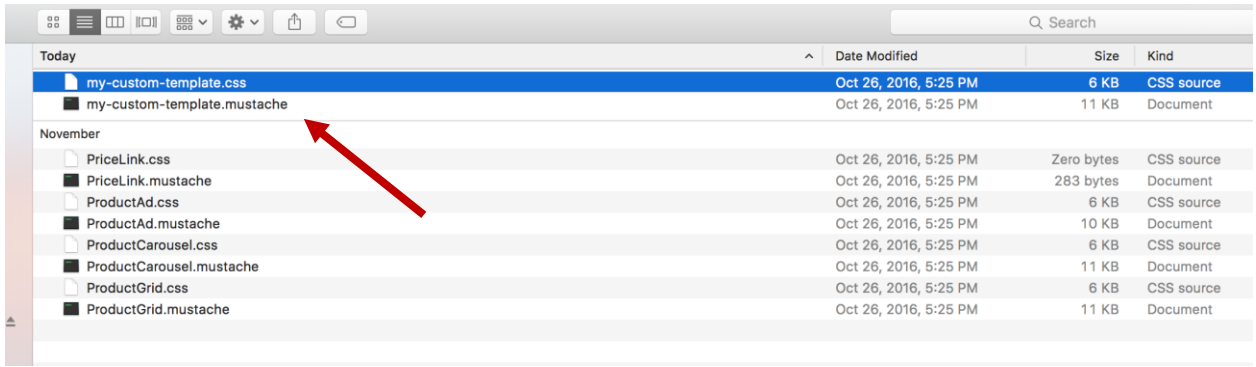 Search
Today Date Modified Size Kind
my-custom-template.css Oct 26, 2016, 5:25 PM 6 KB CSS source
my-custom-template.mustache Oct 26, 2016, 5:25 PM 11 KB Document
November
PriceLink.css Oct 26, 2016, 5:25 PM Zero bytes CSS source
PriceLink.mustache Oct 26, 2016, 5:25 PM 283 bytes Document
ProductAd.css Oct 26, 2016, 5:25 PM 6 KB CSS source
ProductAd.mustache Oct 26, 2016, 5:25 PM 10 KB Document
ProductCarousel.css Oct 26, 2016, 5:25 PM 6 KB CSS source
ProductCarousel.mustache Oct 26, 2016, 5:25 PM 11 KB Document
ProductGrid.css Oct 26, 2016, 5:25 PM 6 KB CSS source
ProductGrid.mustache Oct 26, 2016, 5:25 PM 11 KB Document